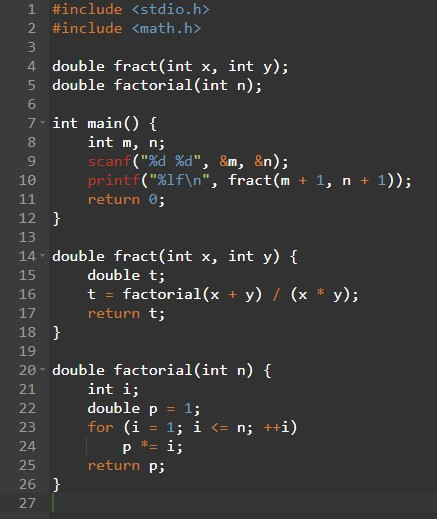 1 #include <stdio.h>
2 #include <math.h>
3
4 double fract(int x, int y);
5 double factorial(int n);
6
7 int main() {
8     int m, n;
9     scanf("%d %d", &m, &n);
10     printf("%lf\n", fract(m + 1, n + 1));
11     return 0;
12 }
13
14 double fract(int x, int y) {
15     double t;
16     t = factorial(x + y) / (x * y);
17     return t;
18 }
19
20 double factorial(int n) {
21     int i;
22     double p = 1;
23     for (i = 1; i <= n; ++i)
24         p *= i;
25     return p;
26 }
27